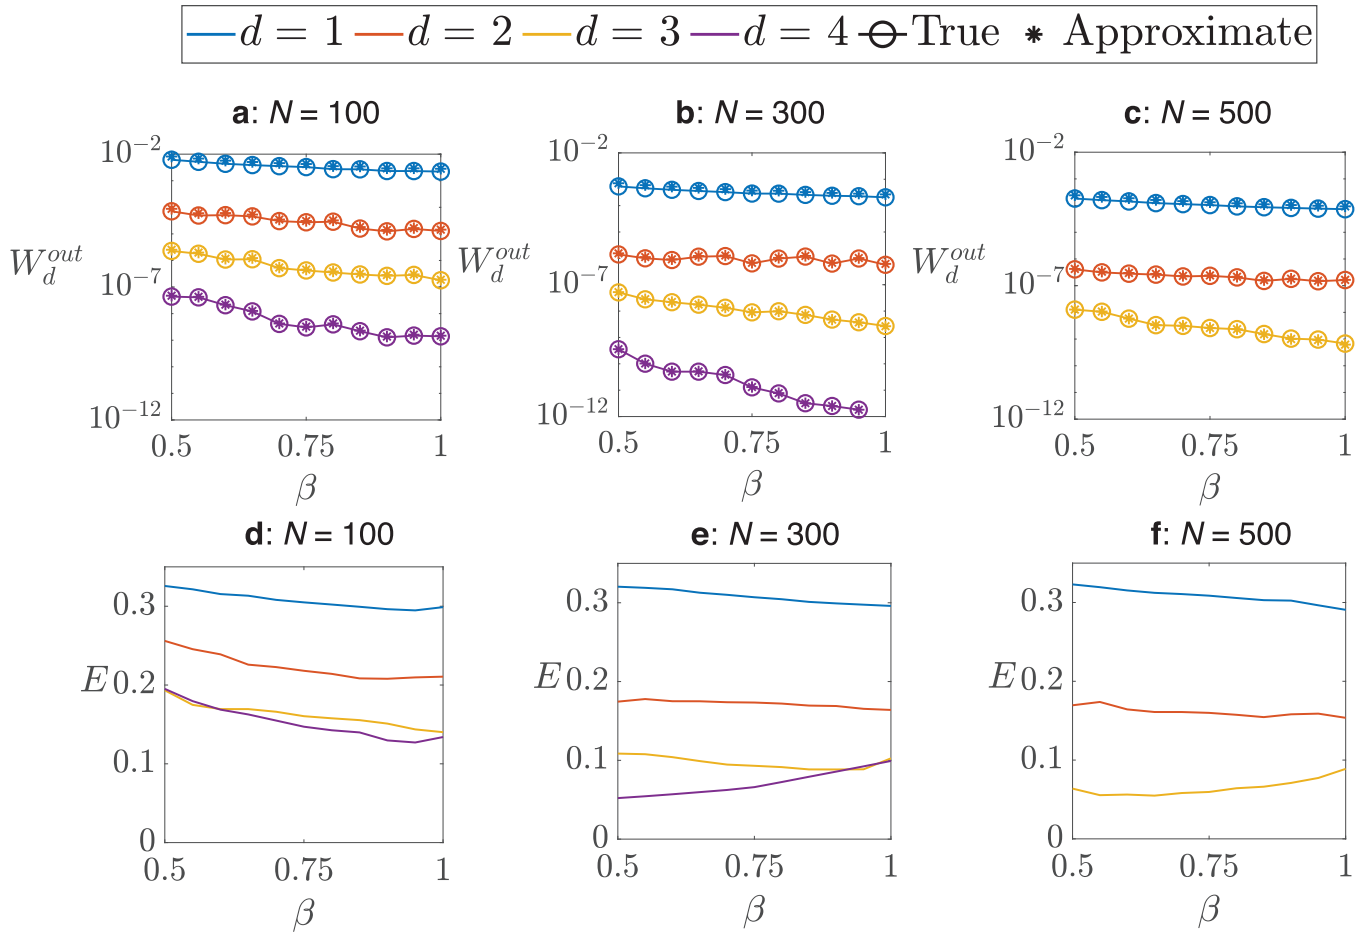 d = 1 d = 2 d = 3 d = 4 True * Approximate
a: N = 100 b: N = 300 c: N = 500
10^{-2} 10^{-2} 10^{-2}
W_d^{out} 10^{-7} W_d^{out} 10^{-7} W_d^{out} 10^{-7}
10^{-12} 10^{-12} 10^{-12}
0.5 0.75 1 0.5 0.75 1 0.5 0.75 1
β β β
d: N = 100 e: N = 300 f: N = 500
0.3 0.3 0.3
E 0.2 E 0.2 E 0.2
0.1 0.1 0.1
0 0 0
0.5 0.75 1 0.5 0.75 1 0.5 0.75 1
β β β